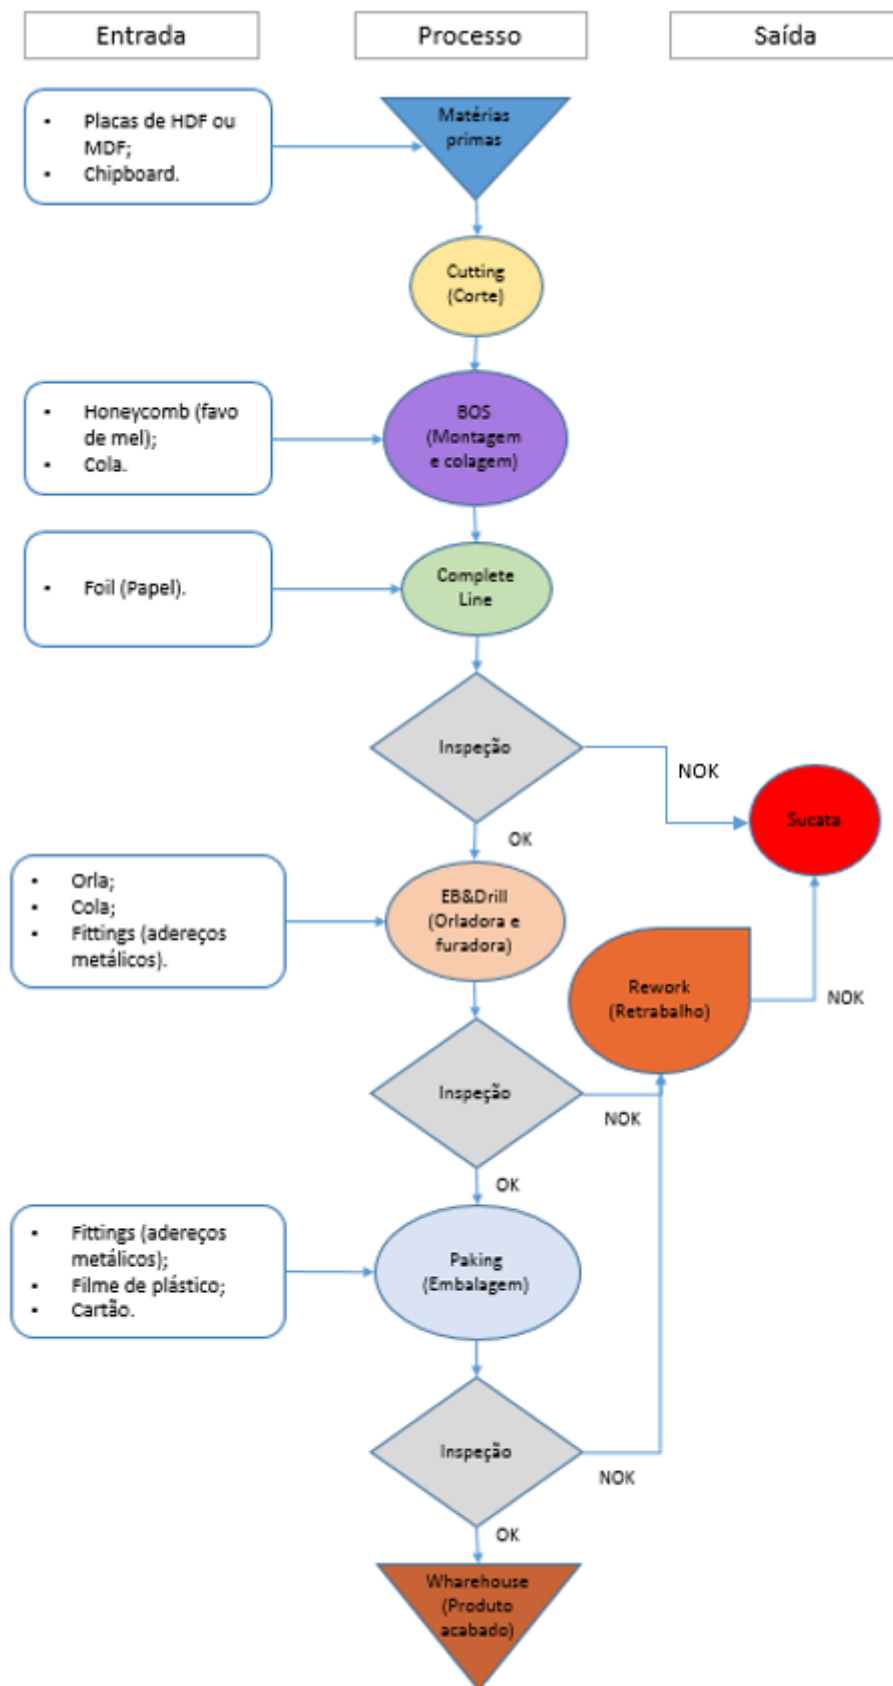 Entrada
Processo
Saída
▪ Placas de HDF ou
MDF;
▪ Chipboard.
Matérias
primas
Cutting
(Corte)
▪ Honeycomb (favo
de mel);
▪ Cola.
BOS
(Montagem
e colagem)
▪ Foil (Papel).
Complete
Line
Inspeção
NOK
Sucata
OK
▪ Orla;
▪ Cola;
▪ Fittings (adereços
metálicos).
EB&Drill
(Orladora e
furadora)
Rework
(Retrabalho)
NOK
Inspeção
NOK
OK
▪ Fittings (adereços
metálicos);
▪ Filme de plástico;
▪ Cartão.
Paking
(Embalagem)
Inspeção
NOK
OK
Wharehouse
(Produto
acabado)